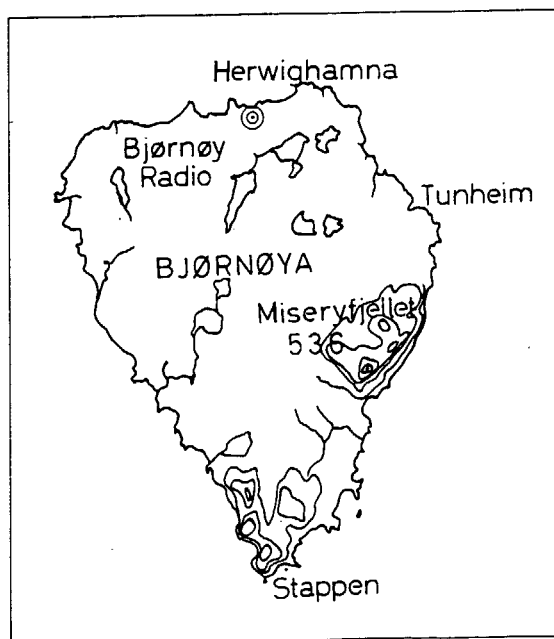 Herwighamna
Bjørnøy
Radio
Tunheim
BJØRNØYA
Miseryfjellet
536
Stappen